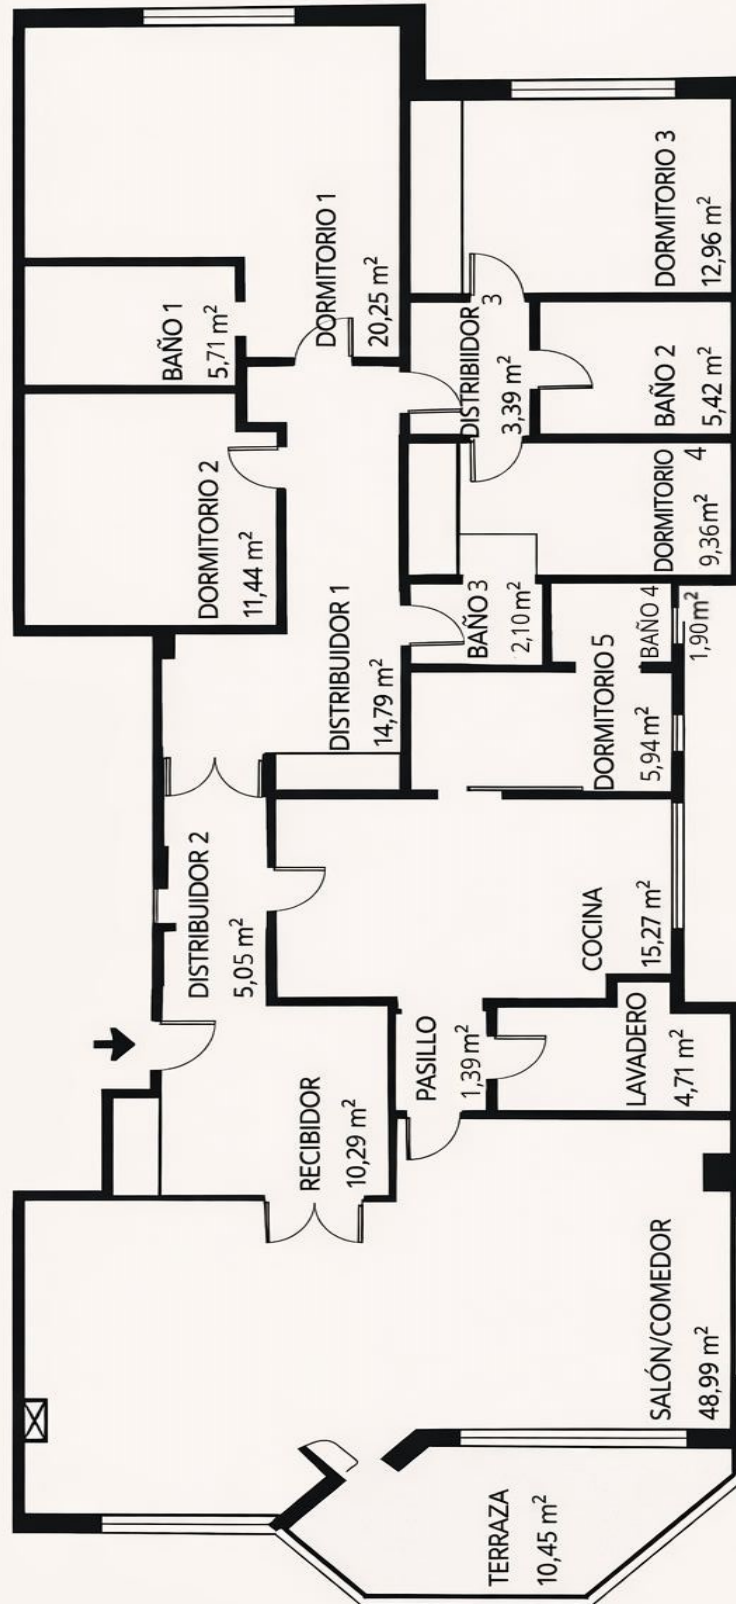 DORMITORIO 1
20,25 m²
BAÑO 1
5,71 m²
DORMITORIO 3
12,96 m²
DISTRIBIIDOR 3
3,39 m²
BAÑO 2
5,42 m²
DORMITORIO 2
11,44 m²
DORMITORIO 4
9,36 m²
DISTRIBUIDOR 1
14,79 m²
BAÑO 3
2,10 m²
BAÑO 4
1,90 m²
DORMITORIO 5
5,94 m²
DISTRIBUIDOR 2
5,05 m²
COCINA
15,27 m²
PASILLO
1,39 m²
LAVADERO
4,71 m²
RECIBIDOR
10,29 m²
SALÓN/COMEDOR
48,99 m²
TERRAZA
10,45 m²